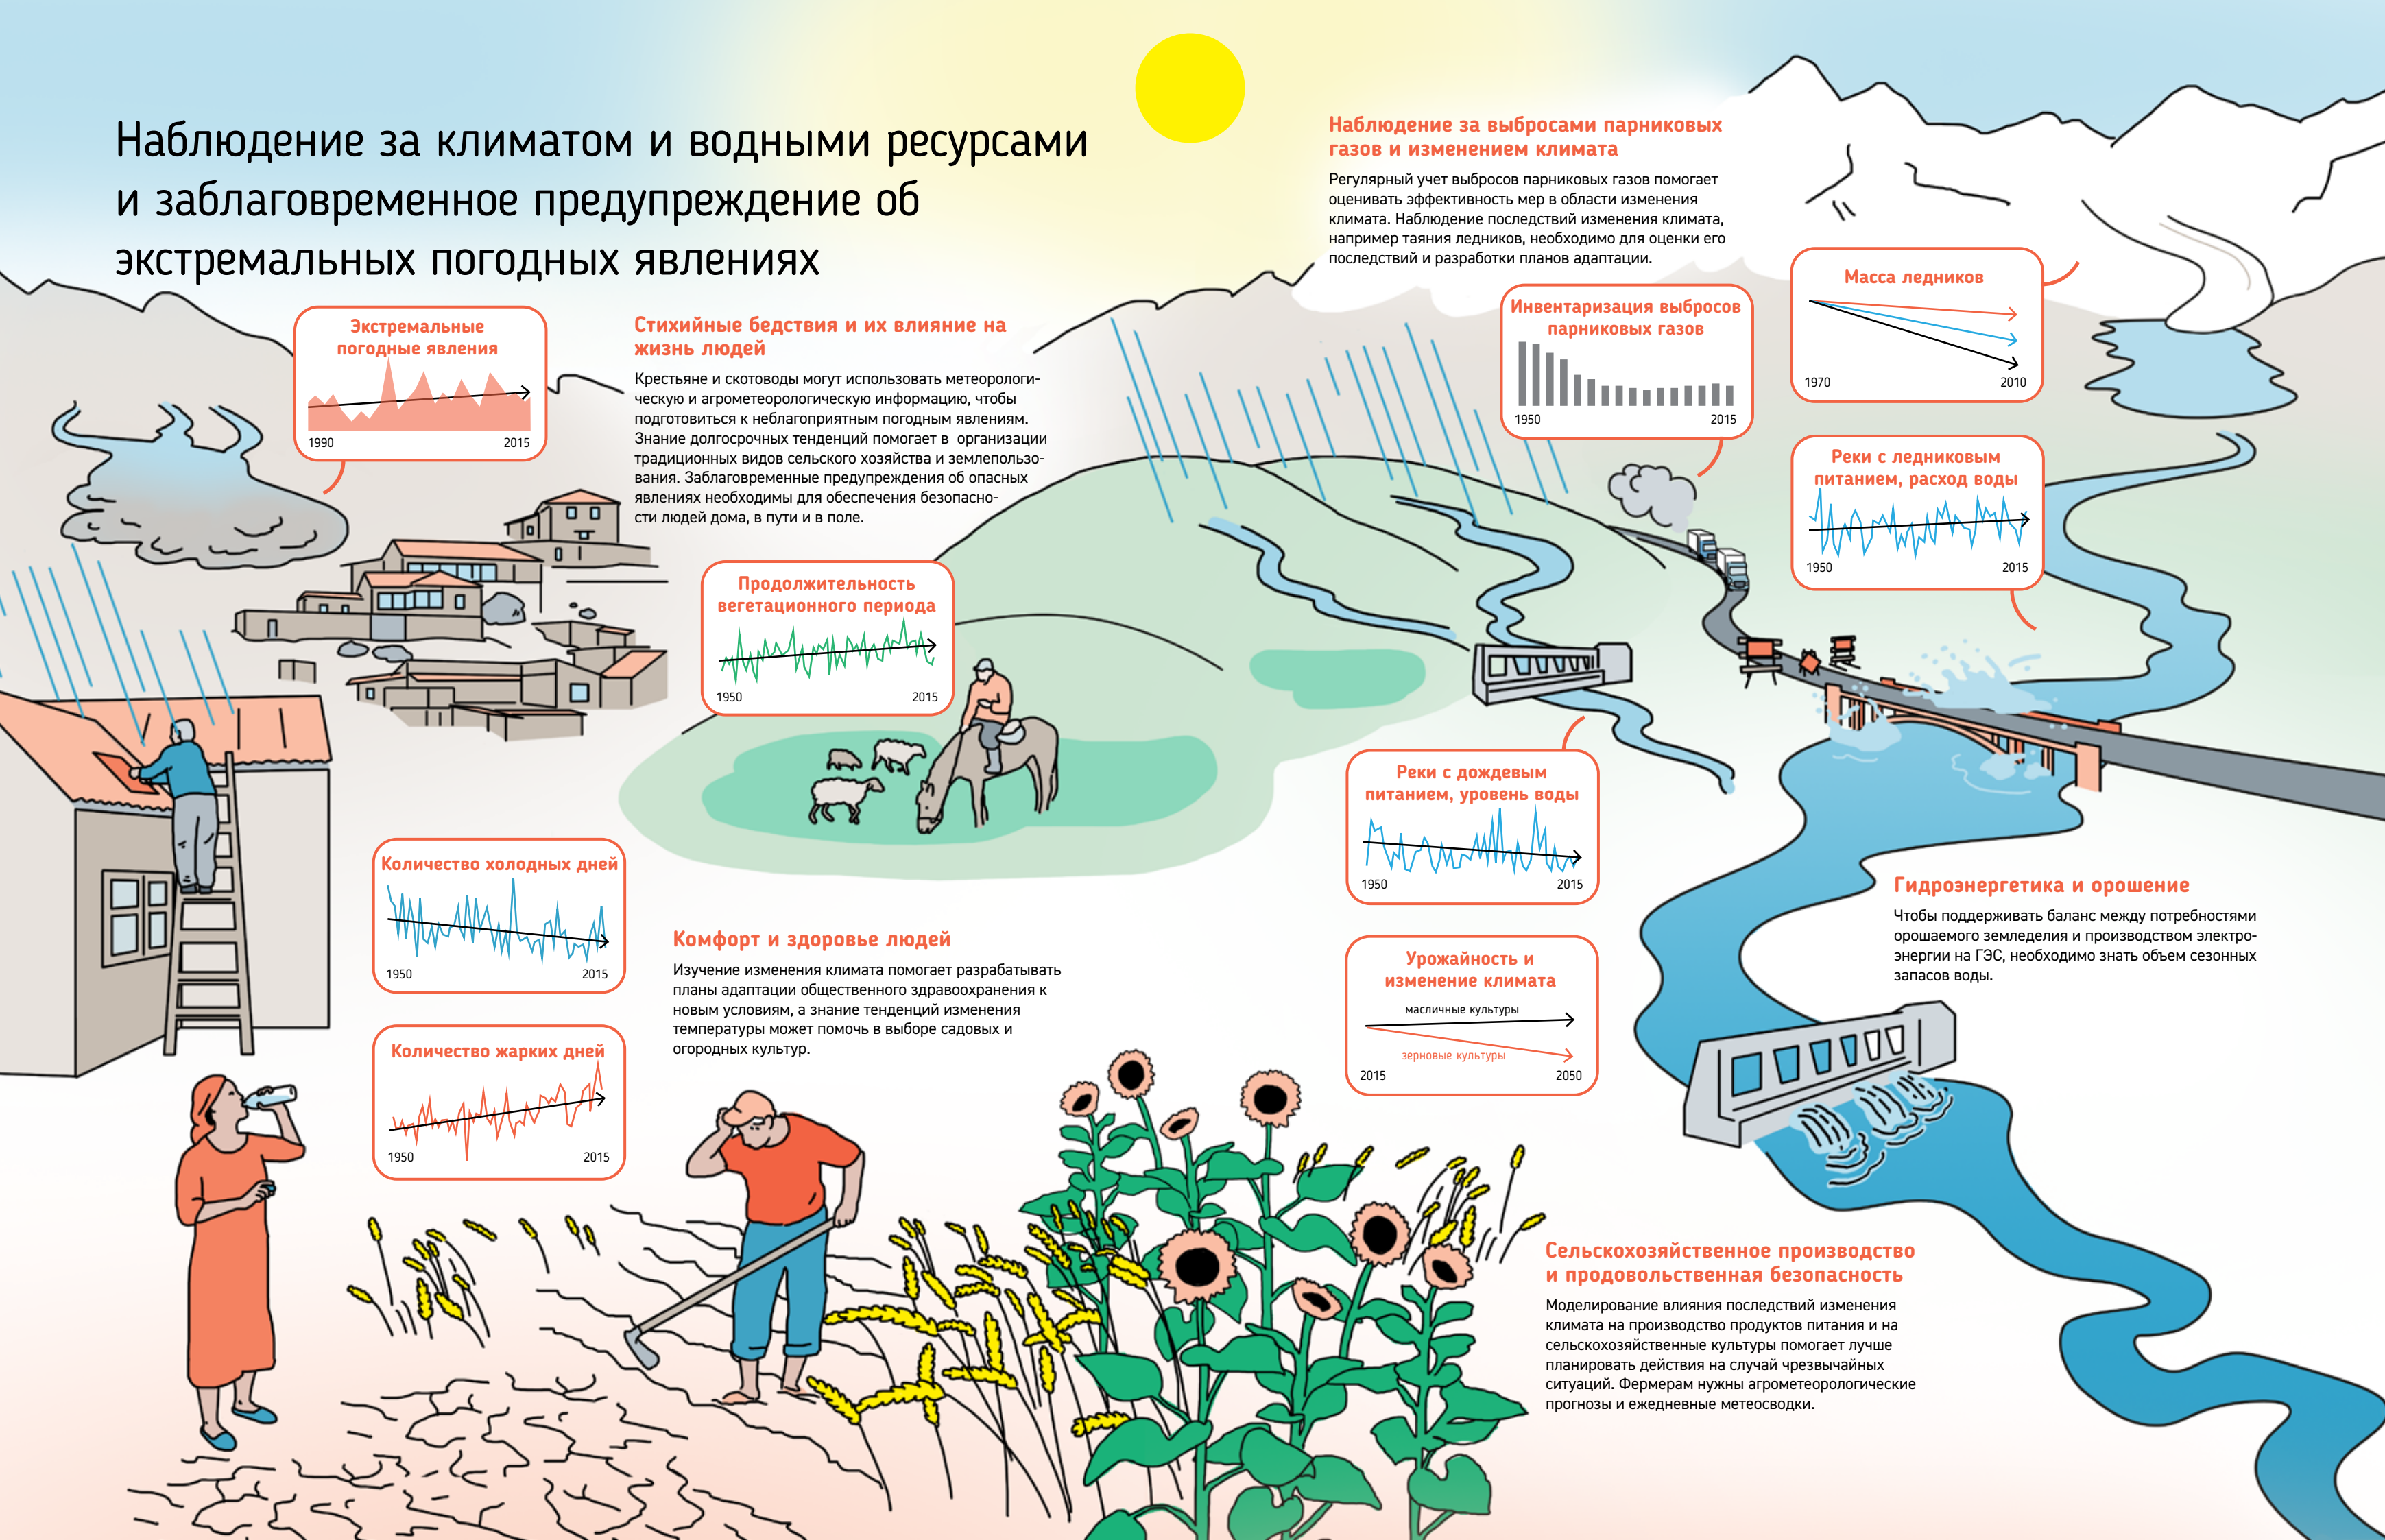 Наблюдение за климатом и водными ресурсами
и заблаговременное предупреждение об
экстремальных погодных явлениях
Экстремальные
погодные явления
1990 2015
Стихийные бедствия и их влияние на
жизнь людей
Крестьяне и скотоводы могут использовать метеорологи-
ческую и агрометеорологическую информацию, чтобы
подготовиться к неблагоприятным погодным явлениям.
Знание долгосрочных тенденций помогает в организации
традиционных видов сельского хозяйства и землепользо-
вания. Заблаговременные предупреждения об опасных
явлениях необходимы для обеспечения безопасно-
сти людей дома, в пути и в поле.
Наблюдение за выбросами парниковых
газов и изменением климата
Регулярный учет выбросов парниковых газов помогает
оценивать эффективность мер в области изменения
климата. Наблюдение последствий изменения климата,
например таяния ледников, необходимо для оценки его
последствий и разработки планов адаптации.
Инвентаризация выбросов
парниковых газов
1950 2015
Масса ледников
1970 2010
Реки с ледниковым
питанием, расход воды
1950 2015
Продолжительность
вегетационного периода
1950 2015
Реки с дождевым
питанием, уровень воды
1950 2015
Количество холодных дней
1950 2015
Количество жарких дней
1950 2015
Комфорт и здоровье людей
Изучение изменения климата помогает разрабатывать
планы адаптации общественного здравоохранения к
новым условиям, а знание тенденций изменения
температуры может помочь в выборе садовых и
огородных культур.
Урожайность и
изменение климата
масличные культуры
зерновые культуры
2015 2050
Гидроэнергетика и орошение
Чтобы поддерживать баланс между потребностями
орошаемого земледелия и производством электро-
энергии на ГЭС, необходимо знать объем сезонных
запасов воды.
Сельскохозяйственное производство
и продовольственная безопасность
Моделирование влияния последствий изменения
климата на производство продуктов питания и на
сельскохозяйственные культуры помогает лучше
планировать действия на случай чрезвычайных
ситуаций. Фермерам нужны агрометеорологические
прогнозы и ежедневные метеосводки.